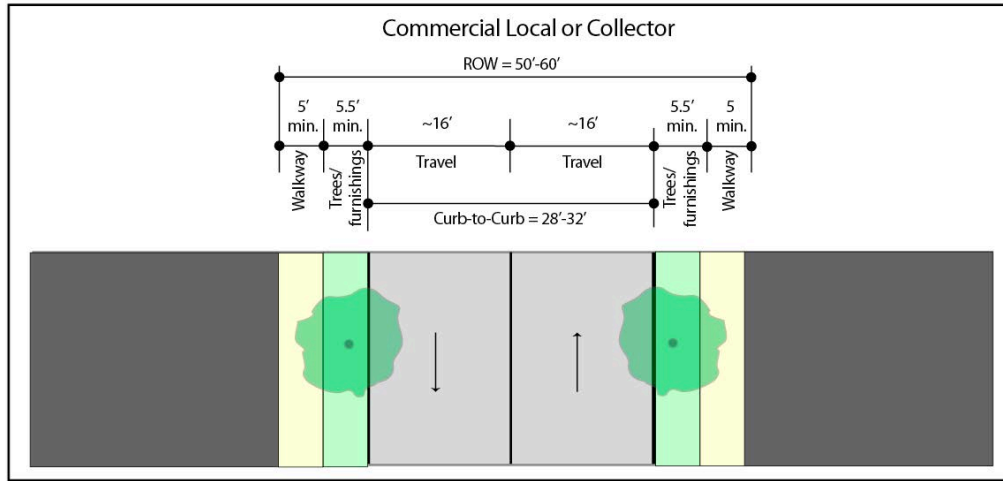 Commercial Local or Collector
ROW = 50’-60’
5’
min.
5.5’
min.
~16’
~16’
5.5’
min.
5
min.
Walkway
Trees/
furnishings
Travel
Travel
Trees/
furnishings
Walkway
Curb-to-Curb = 28’-32’